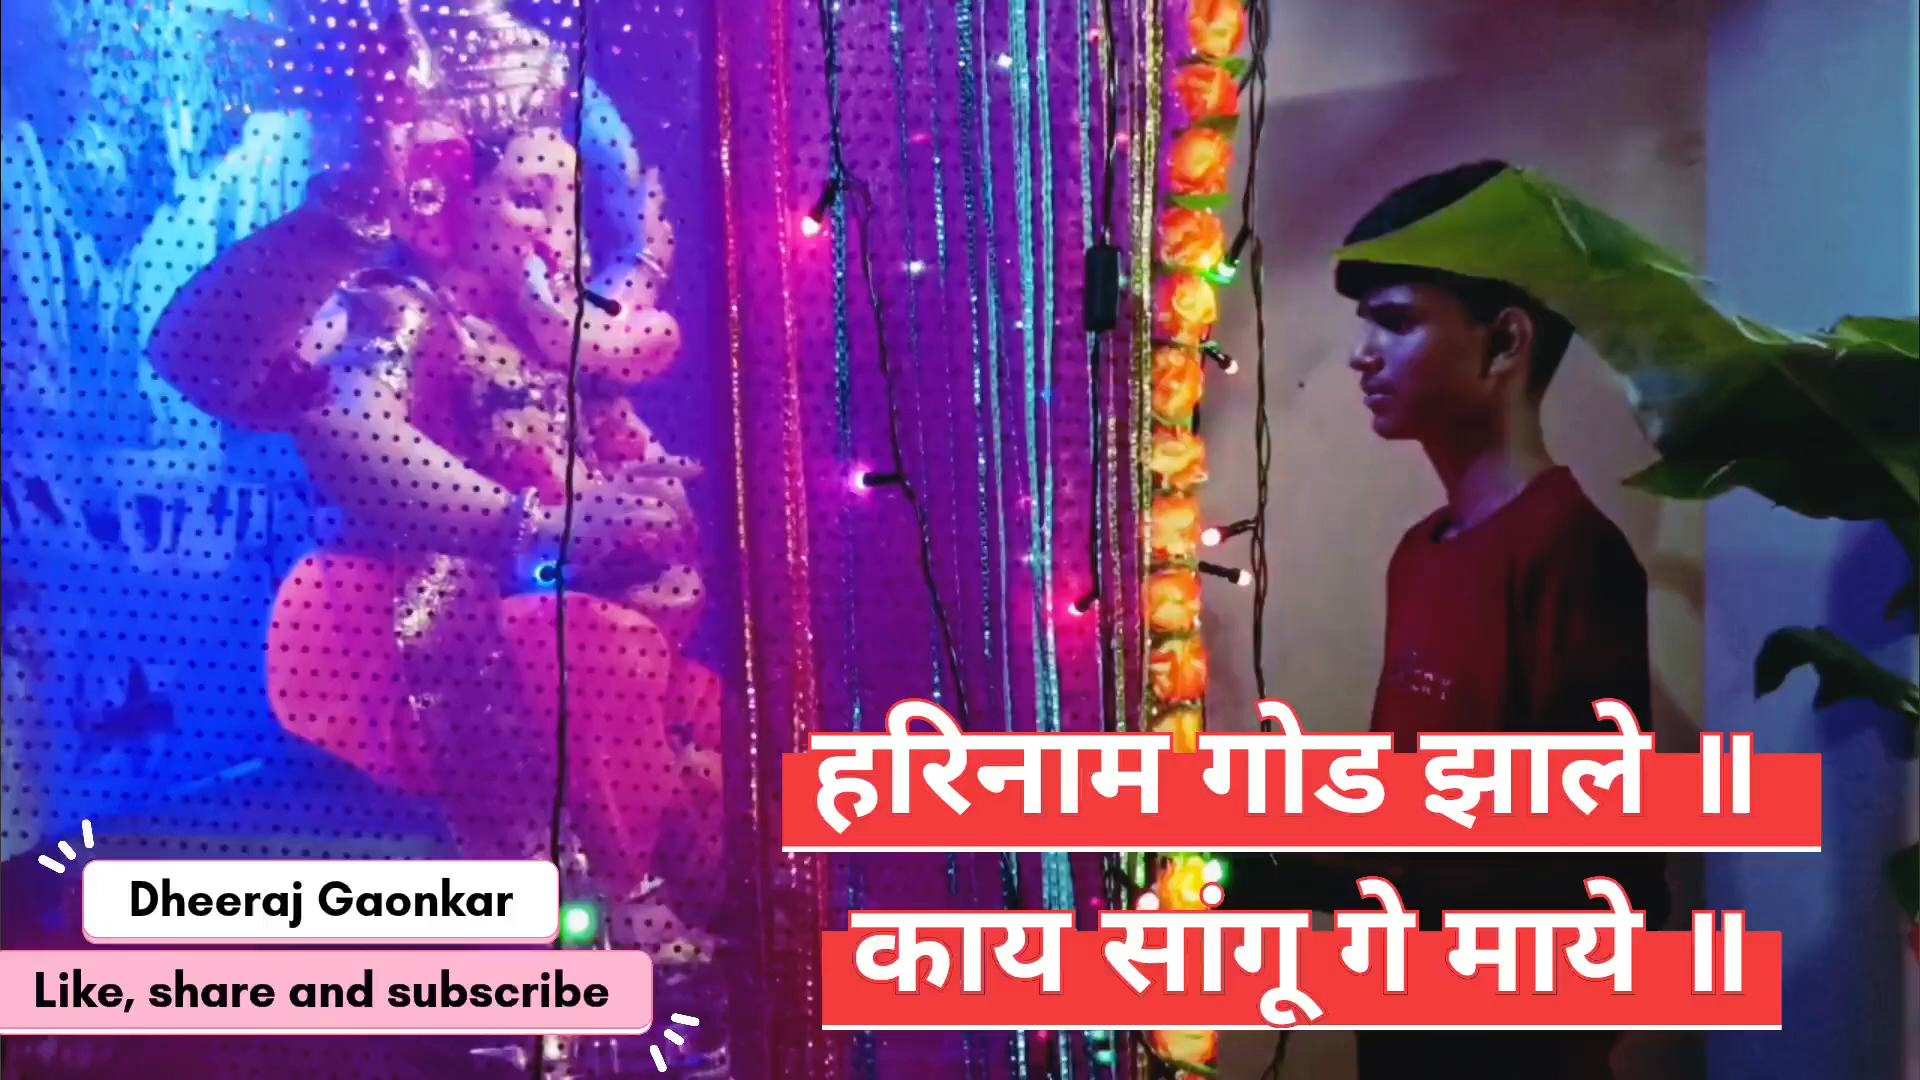 हरिनाम गोड झाले ॥
काय सांगू गे माये ॥
Dheeraj Gaonkar
Like, share and subscribe